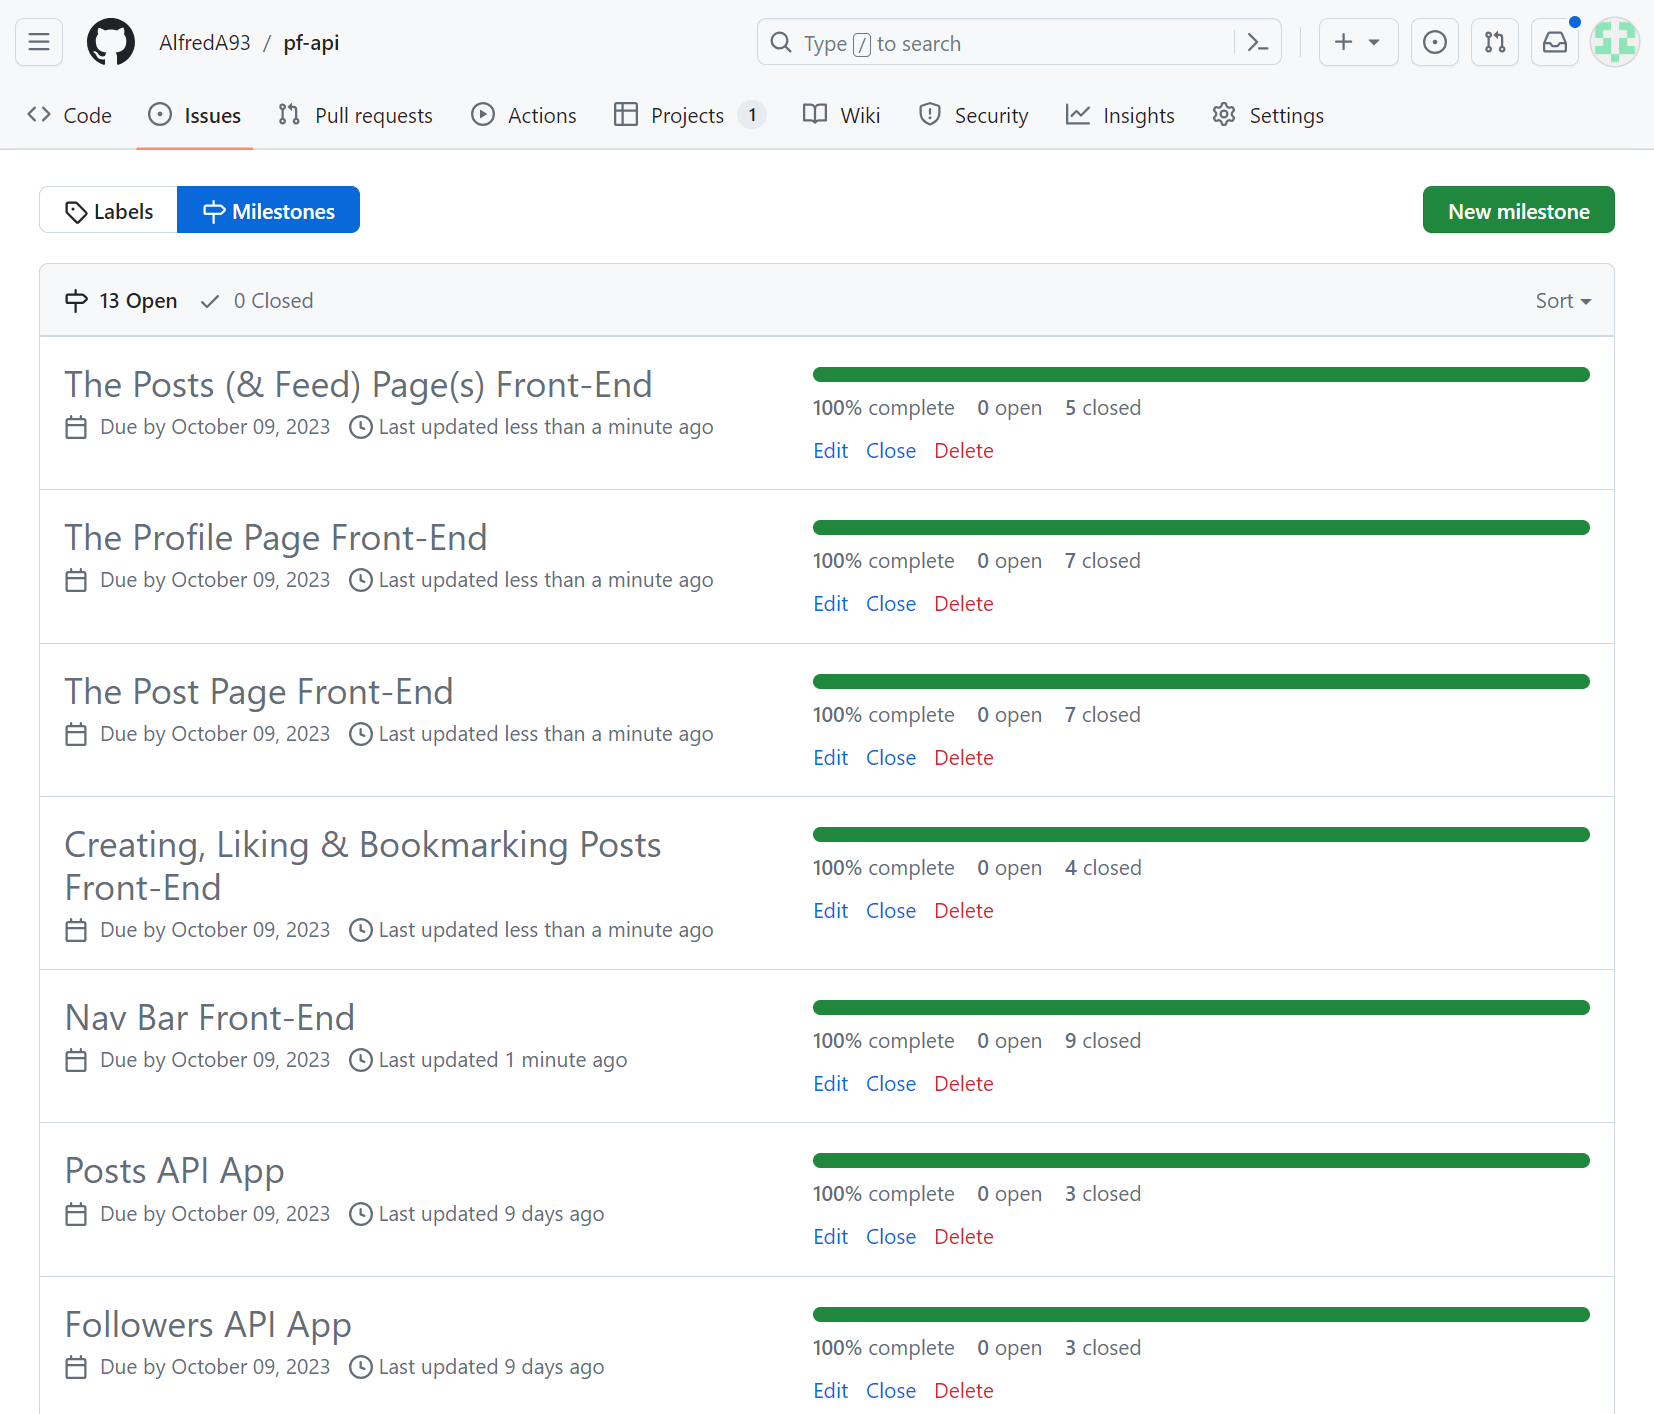 AlfredA93 / pf-api
Type / to search
Code Issues Pull requests Actions Projects 1 Wiki Security Insights Settings
Labels Milestones New milestone
13 Open 0 Closed Sort
The Posts (& Feed) Page(s) Front-End
Due by October 09, 2023 Last updated less than a minute ago
100% complete 0 open 5 closed
Edit Close Delete
The Profile Page Front-End
Due by October 09, 2023 Last updated less than a minute ago
100% complete 0 open 7 closed
Edit Close Delete
The Post Page Front-End
Due by October 09, 2023 Last updated less than a minute ago
100% complete 0 open 7 closed
Edit Close Delete
Creating, Liking & Bookmarking Posts
Front-End
Due by October 09, 2023 Last updated less than a minute ago
100% complete 0 open 4 closed
Edit Close Delete
Nav Bar Front-End
Due by October 09, 2023 Last updated 1 minute ago
100% complete 0 open 9 closed
Edit Close Delete
Posts API App
Due by October 09, 2023 Last updated 9 days ago
100% complete 0 open 3 closed
Edit Close Delete
Followers API App
Due by October 09, 2023 Last updated 9 days ago
100% complete 0 open 3 closed
Edit Close Delete